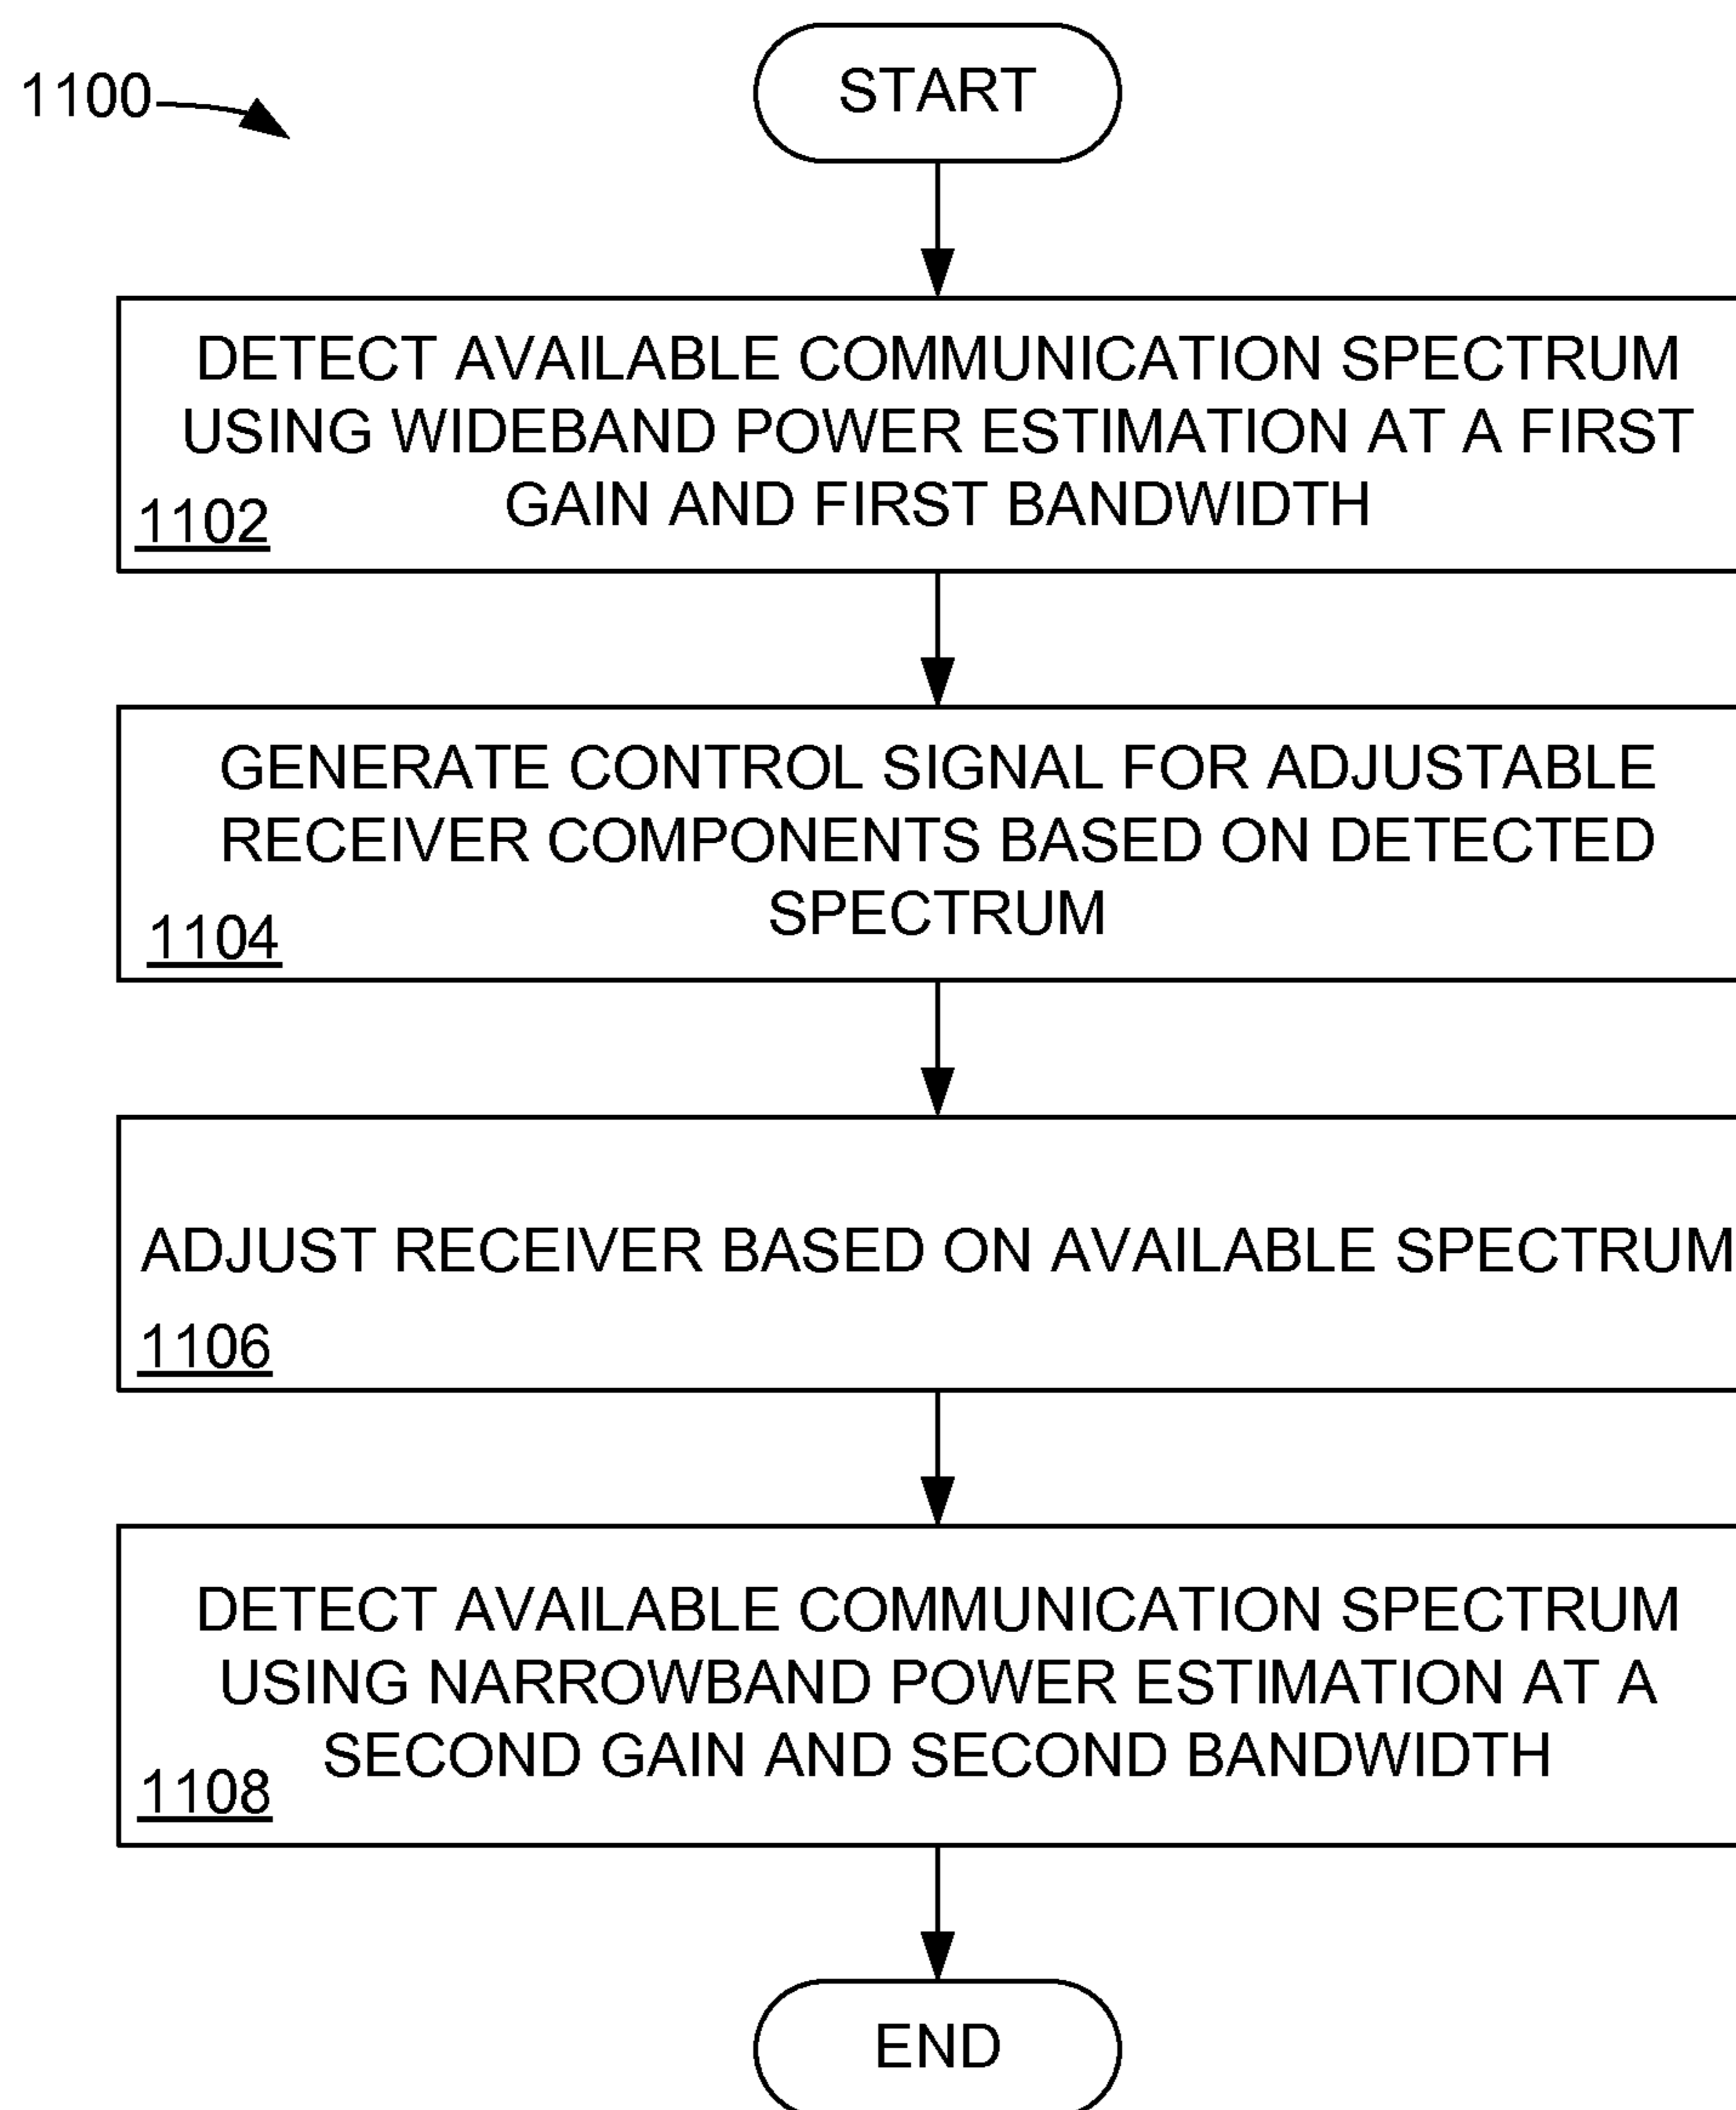 1100
START
DETECT AVAILABLE COMMUNICATION SPECTRUM
USING WIDEBAND POWER ESTIMATION AT A FIRST
GAIN AND FIRST BANDWIDTH
1102
GENERATE CONTROL SIGNAL FOR ADJUSTABLE
RECEIVER COMPONENTS BASED ON DETECTED
SPECTRUM
1104
ADJUST RECEIVER BASED ON AVAILABLE SPECTRUM
1106
DETECT AVAILABLE COMMUNICATION SPECTRUM
USING NARROWBAND POWER ESTIMATION AT A
SECOND GAIN AND SECOND BANDWIDTH
1108
END